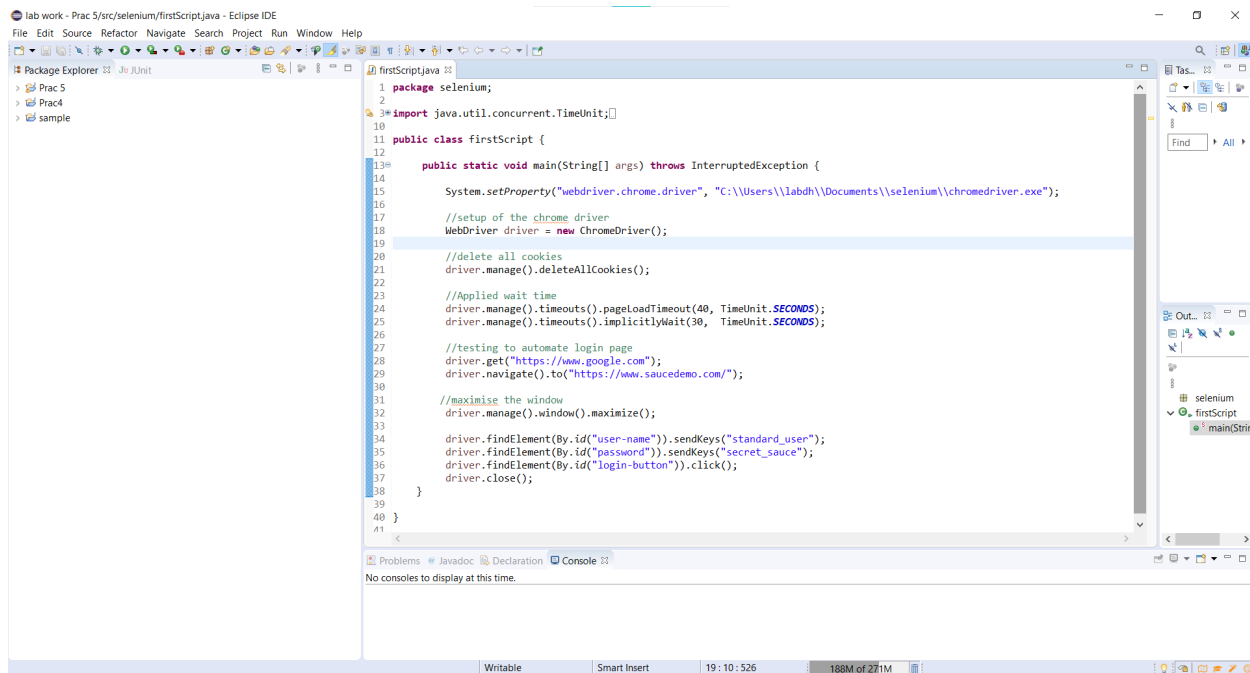 lab work - Prac 5/src/selenium/firstScript.java - Eclipse IDE
File Edit Source Refactor Navigate Search Project Run Window Help
Package Explorer
JUnit
Prac 5
Prac4
sample
firstScript.java
1 package selenium;
2
3 import java.util.concurrent.TimeUnit;
10
11 public class firstScript {
12
13 public static void main(String[] args) throws InterruptedException {
14
15 System.setProperty("webdriver.chrome.driver", "C:\\Users\\labdh\\Documents\\selenium\\chromedriver.exe");
16
17 //setup of the chrome driver
18 WebDriver driver = new ChromeDriver();
19
20 //delete all cookies
21 driver.manage().deleteAllCookies();
22
23 //Applied wait time
24 driver.manage().timeouts().pageLoadTimeout(40, TimeUnit.SECONDS);
25 driver.manage().timeouts().implicitlyWait(30, TimeUnit.SECONDS);
26
27 //testing to automate login page
28 driver.get("https://www.google.com");
29 driver.navigate().to("https://www.saucedemo.com/");
30
31 //maximise the window
32 driver.manage().window().maximize();
33
34 driver.findElement(By.id("user-name")).sendKeys("standard_user");
35 driver.findElement(By.id("password")).sendKeys("secret_sauce");
36 driver.findElement(By.id("login-button")).click();
37 driver.close();
38 }
39
40 }
41
Tas...
Find
All
Out...
selenium
firstScript
main(Strin
Problems Javadoc Declaration Console
No consoles to display at this time.
Writable Smart Insert 19 : 10 : 526 188M of 271M